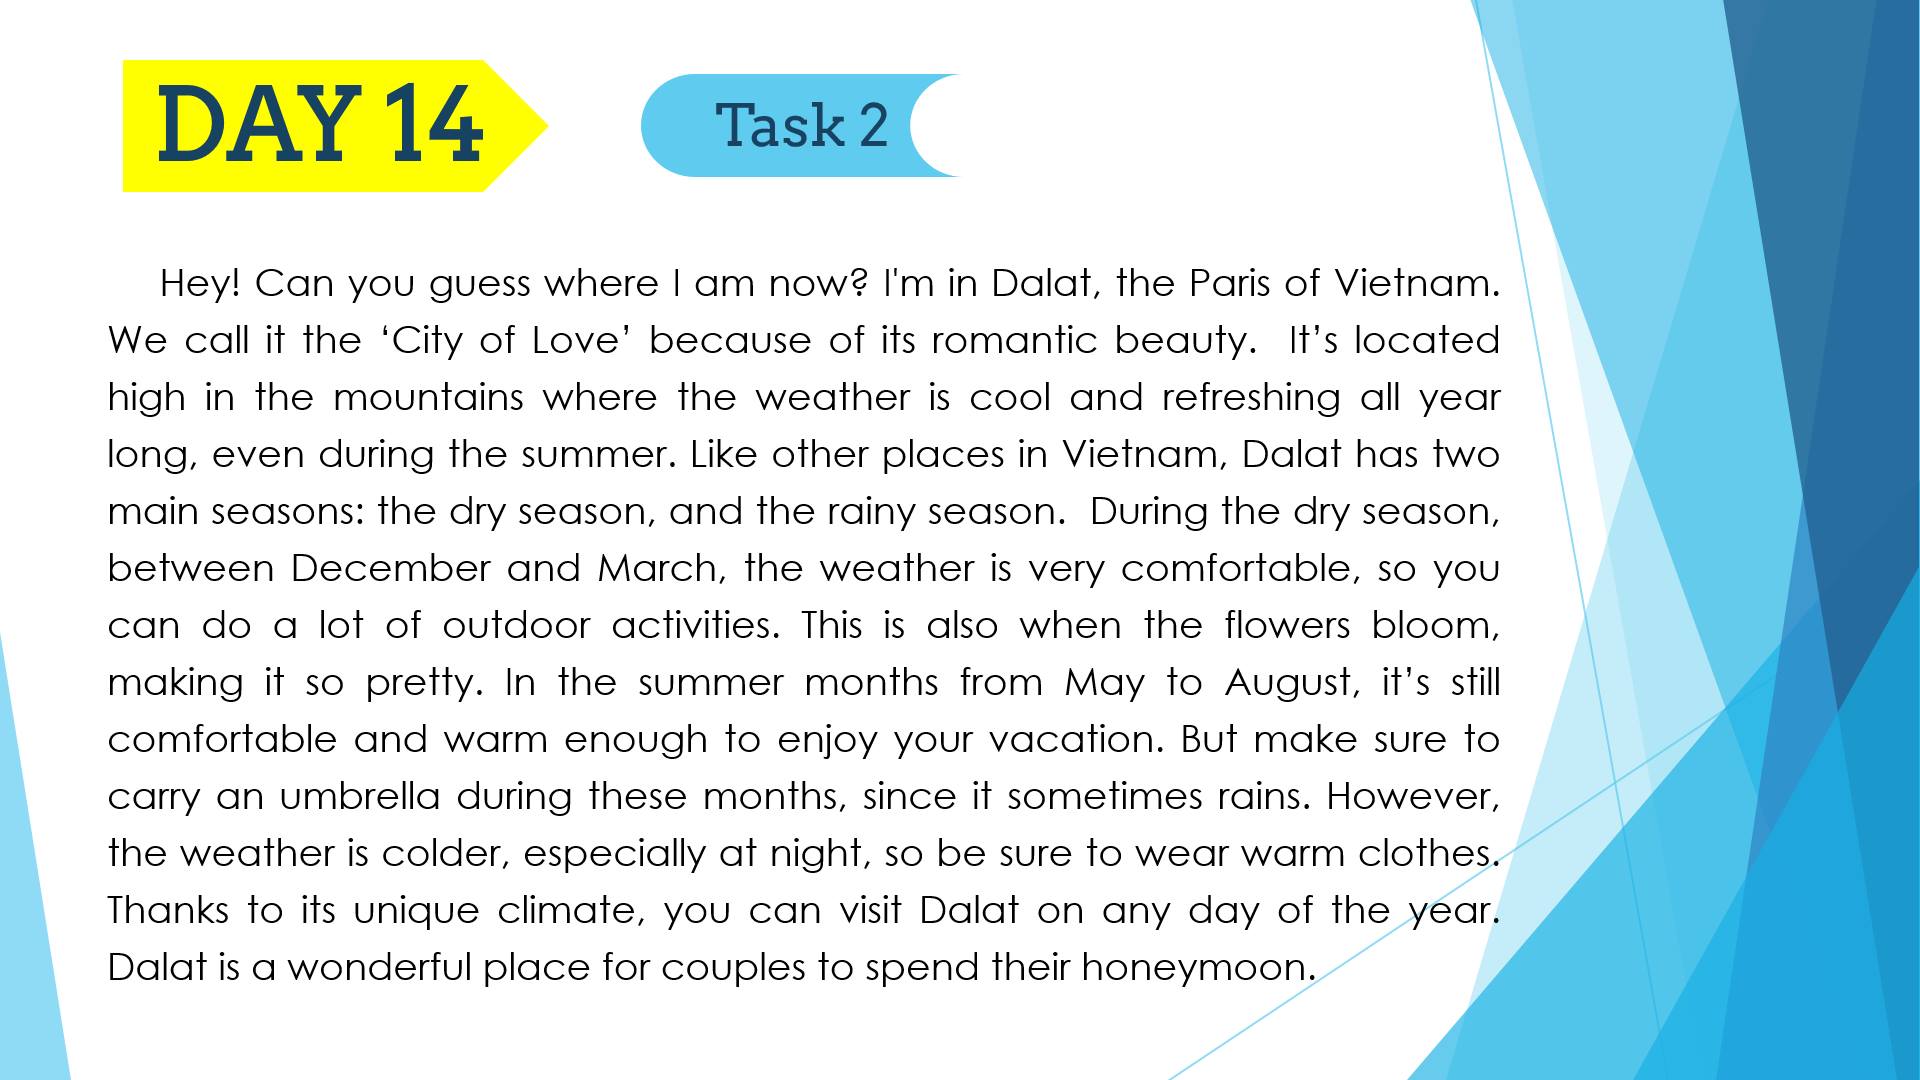 DAY 14
Task 2
Hey! Can you guess where I am now? I'm in Dalat, the Paris of Vietnam.
We call it the ‘City of Love’ because of its romantic beauty.  It’s located
high in the mountains where the weather is cool and refreshing all year
long, even during the summer. Like other places in Vietnam, Dalat has two
main seasons: the dry season, and the rainy season.  During the dry season,
between December and March, the weather is very comfortable, so you
can do a lot of outdoor activities. This is also when the flowers bloom,
making it so pretty. In the summer months from May to August, it’s still
comfortable and warm enough to enjoy your vacation. But make sure to
carry an umbrella during these months, since it sometimes rains. However,
the weather is colder, especially at night, so be sure to wear warm clothes.
Thanks to its unique climate, you can visit Dalat on any day of the year.
Dalat is a wonderful place for couples to spend their honeymoon.